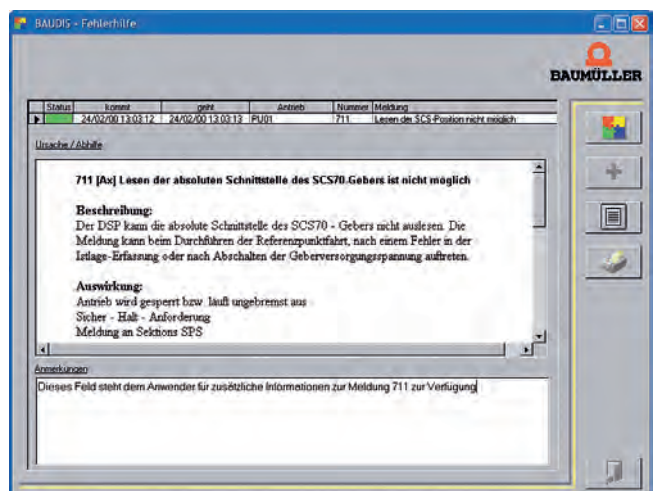 BAUDIS - Fehlerhilfe
BAUMÜLLER
Status kommt geht Antrieb Nummer Meldung
24/02/00 13:03:12 24/02/00 13:03:13 PU01 711 Lesen der SCS-Position nicht möglich
Ursache / Abhilfe
711 [Ax] Lesen der absoluten Schnittstelle des SCS70-Gebers ist nicht möglich
Beschreibung:
Der DSP kann die absolute Schnittstelle des SCS70 - Gebers nicht auslesen. Die
Meldung kann beim Durchführen der Referenzpunktfahrt, nach einem Fehler in der
Istlage-Erfassung oder nach Abschalten der Geberversorgungsspannung auftreten.
Auswirkung:
Antrieb wird gesperrt bzw. läuft ungebremst aus
Sicher - Halt - Anforderung
Meldung an Sektions SPS
Anmerkungen
Dieses Feld steht dem Anwender für zusätzliche Informationen zur Meldung 711 zur Verfügung